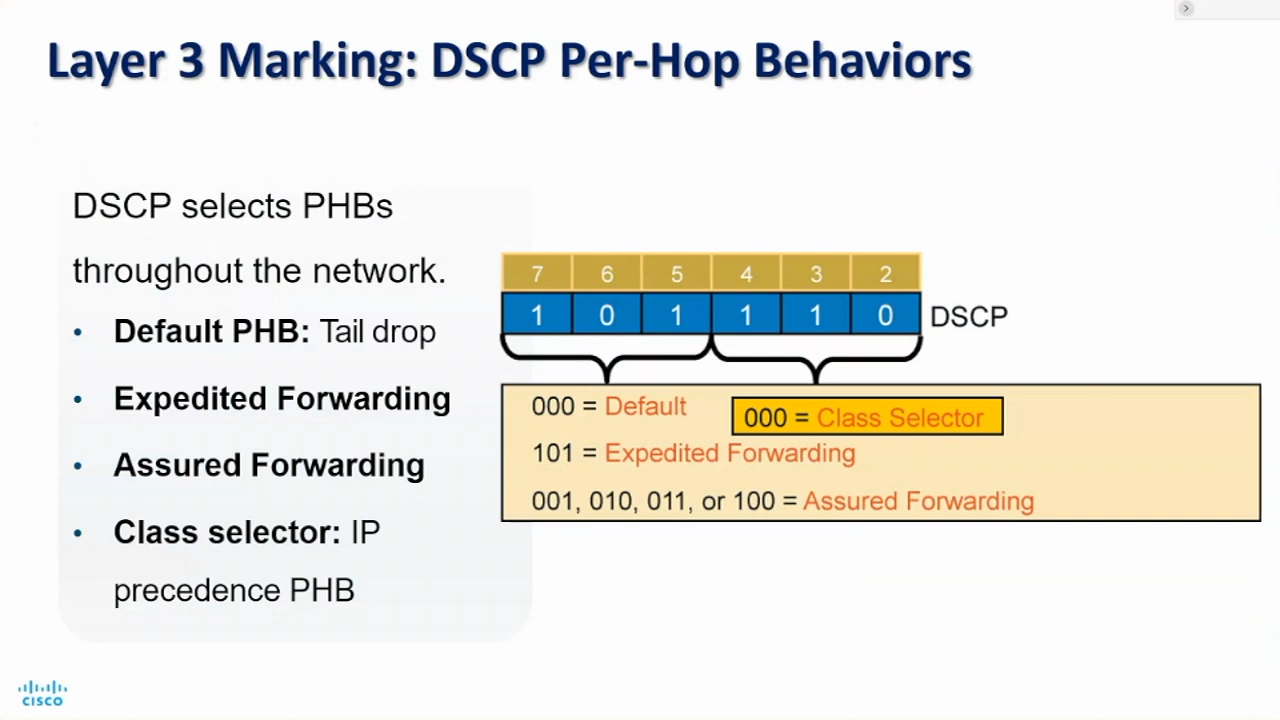 Layer 3 Marking: DSCP Per-Hop Behaviors
DSCP selects PHBs
throughout the network.
• Default PHB: Tail drop
• Expedited Forwarding
• Assured Forwarding
• Class selector: IP
precedence PHB
7 6 5 4 3 2
1 0 1 1 1 0 DSCP
000 = Default
000 = Class Selector
101 = Expedited Forwarding
001, 010, 011, or 100 = Assured Forwarding
CISCO